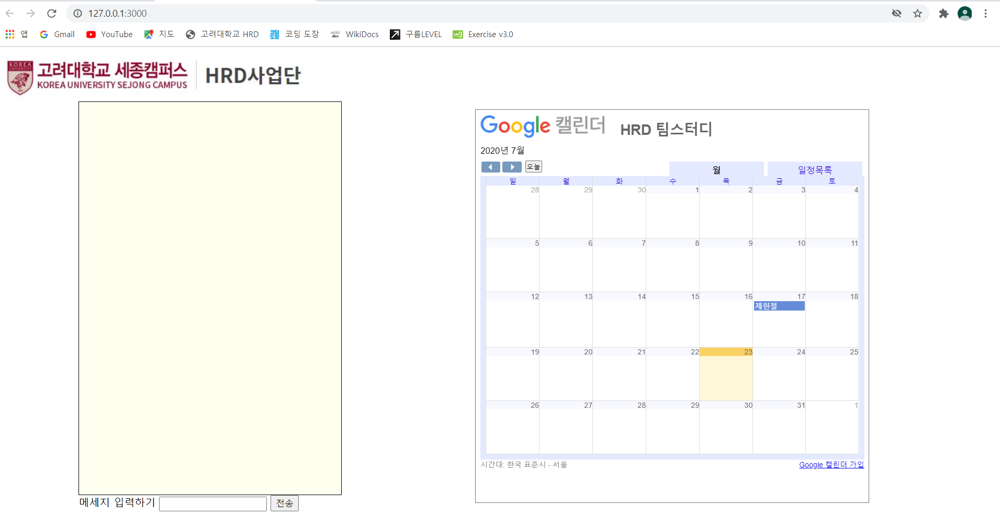 127.0.0.1:3000
앱 Gmail YouTube 지도 고려대학교 HRD 코딩 도장 WikiDocs 구름LEVEL Exercise v3.0
KOREA 고려대학교 세종캠퍼스 HRD사업단
KOREA UNIVERSITY SEJONG CAMPUS
Google 캘린더 HRD 팀스터디
2020년 7월
오늘 월 일정목록
일 월 화 수 목 금 토
28 29 30 1 2 3 4
5 6 7 8 9 10 11
12 13 14 15 16 17 18
제헌절
19 20 21 22 23 24 25
26 27 28 29 30 31 1
시간대: 한국 표준시 - 서울 Google 캘린더 가입
메세지 입력하기 전송